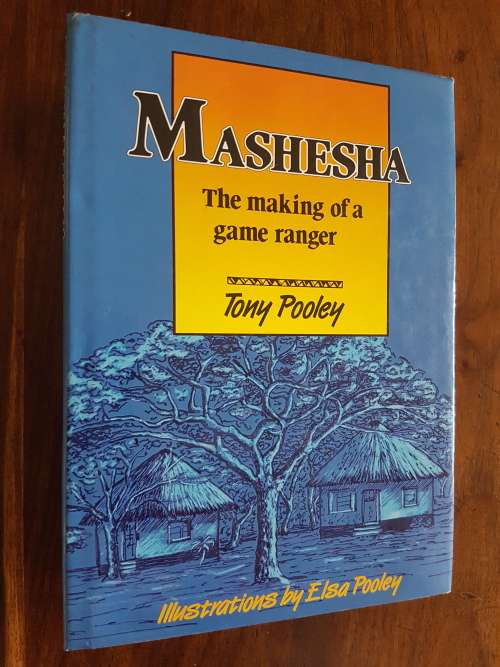 MASHESHA
The making of a
game ranger
Tony Pooley
Illustrations by Elsa Pooley